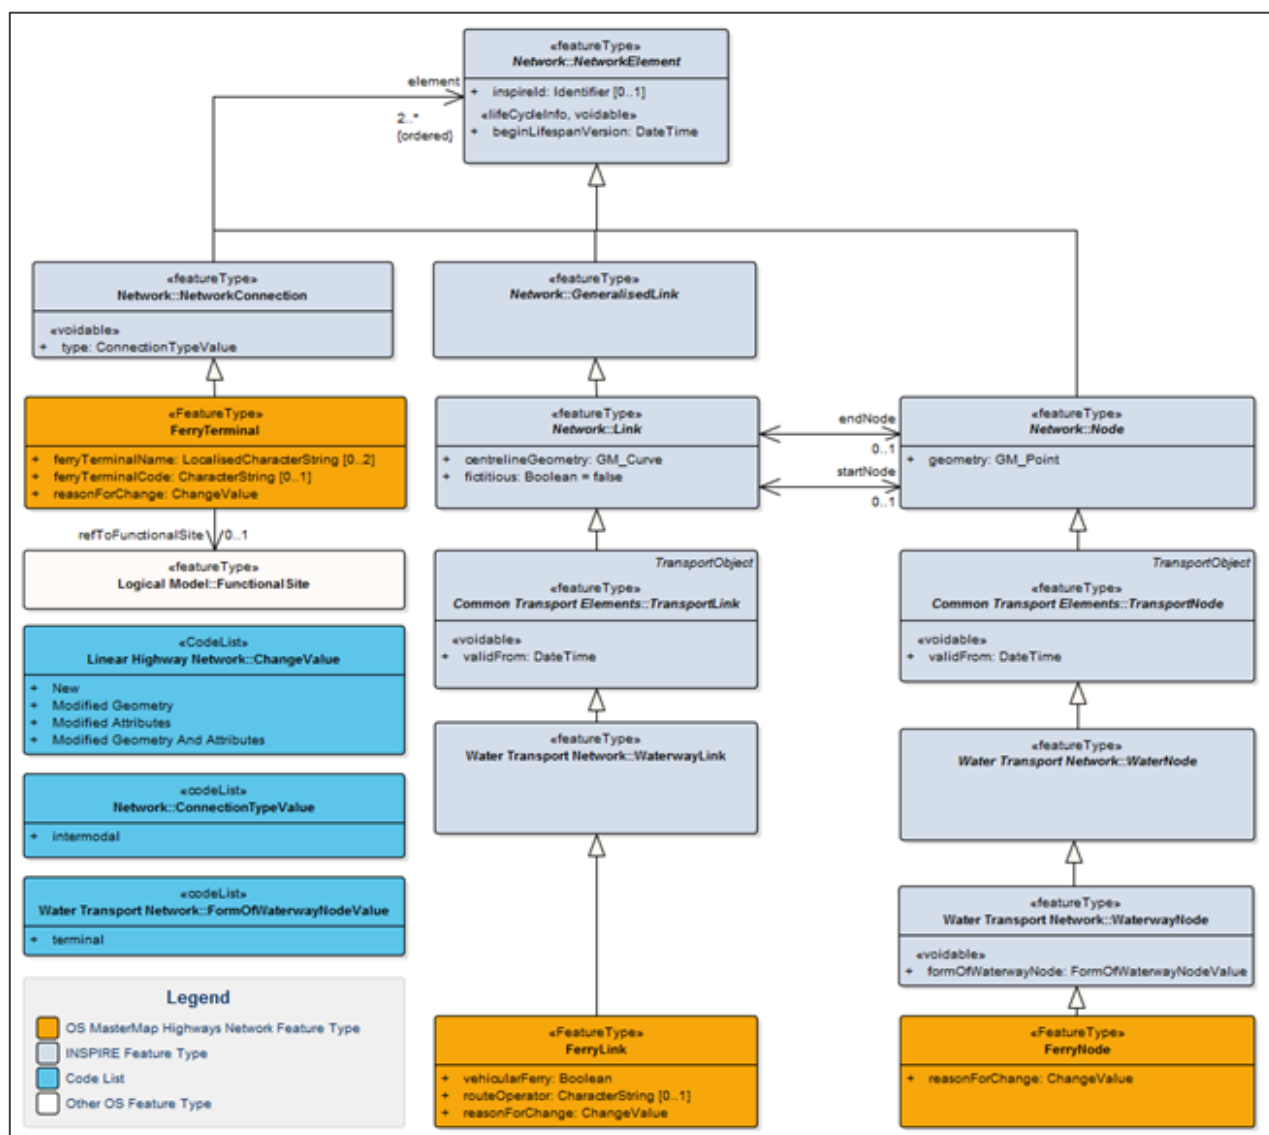 «featureType»
Network::NetworkElement
+ inspireId: Identifier [0..1]
«lifeCycleInfo, voidable»
+ beginLifespanVersion: DateTime
element
2..*
{ordered}
«featureType»
Network::NetworkConnection
«voidable»
+ type: ConnectionTypeValue
«featureType»
Network::GeneralisedLink
«FeatureType»
FerryTerminal
+ ferryTerminalName: LocalisedCharacterString [0..2]
+ ferryTerminalCode: CharacterString [0..1]
+ reasonForChange: ChangeValue
«featureType»
Network::Link
+ centrelineGeometry: GM_Curve
+ fictitious: Boolean = false
endNode
0..1
startNode
0..1
«featureType»
Network::Node
+ geometry: GM_Point
refToFunctionalSite
0..1
«featureType»
Logical Model::FunctionalSite
TransportObject
«featureType»
Common Transport Elements::TransportLink
«voidable»
+ validFrom: DateTime
TransportObject
«featureType»
Common Transport Elements::TransportNode
«voidable»
+ validFrom: DateTime
«CodeList»
Linear Highway Network::ChangeValue
+ New
+ Modified Geometry
+ Modified Attributes
+ Modified Geometry And Attributes
«featureType»
Water Transport Network::WaterwayLink
«featureType»
Water Transport Network::WaterNode
«codeList»
Network::ConnectionTypeValue
+ intermodal
«codeList»
Water Transport Network::FormOfWaterwayNodeValue
+ terminal
«featureType»
Water Transport Network::WaterwayNode
«voidable»
+ formOfWaterwayNode: FormOfWaterwayNodeValue
Legend
OS MasterMap Highways Network Feature Type
INSPIRE Feature Type
Code List
Other OS Feature Type
«FeatureType»
FerryLink
+ vehicularFerry: Boolean
+ routeOperator: CharacterString [0..1]
+ reasonForChange: ChangeValue
«FeatureType»
FerryNode
+ reasonForChange: ChangeValue